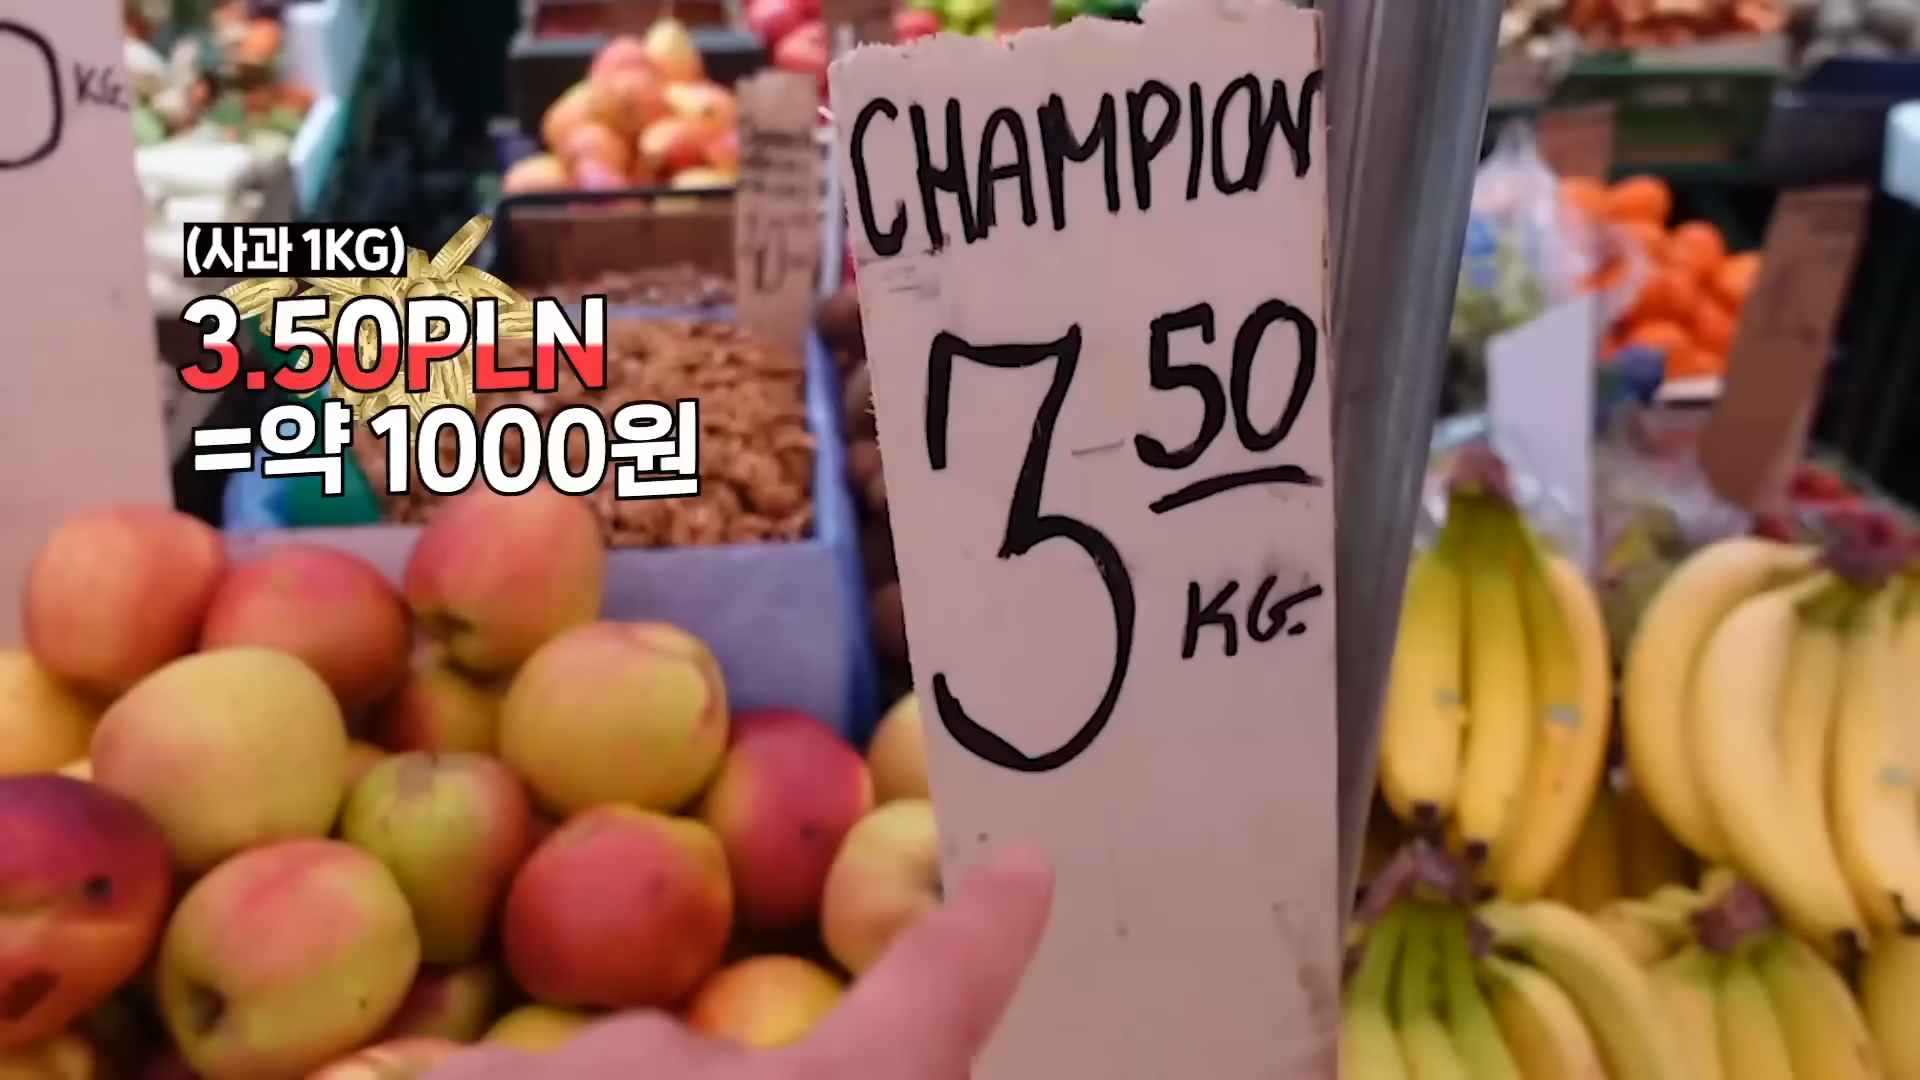 KG.
(사과 1KG)
3.50PLN
=약 1000원
CHAMPION
3 50
KG.